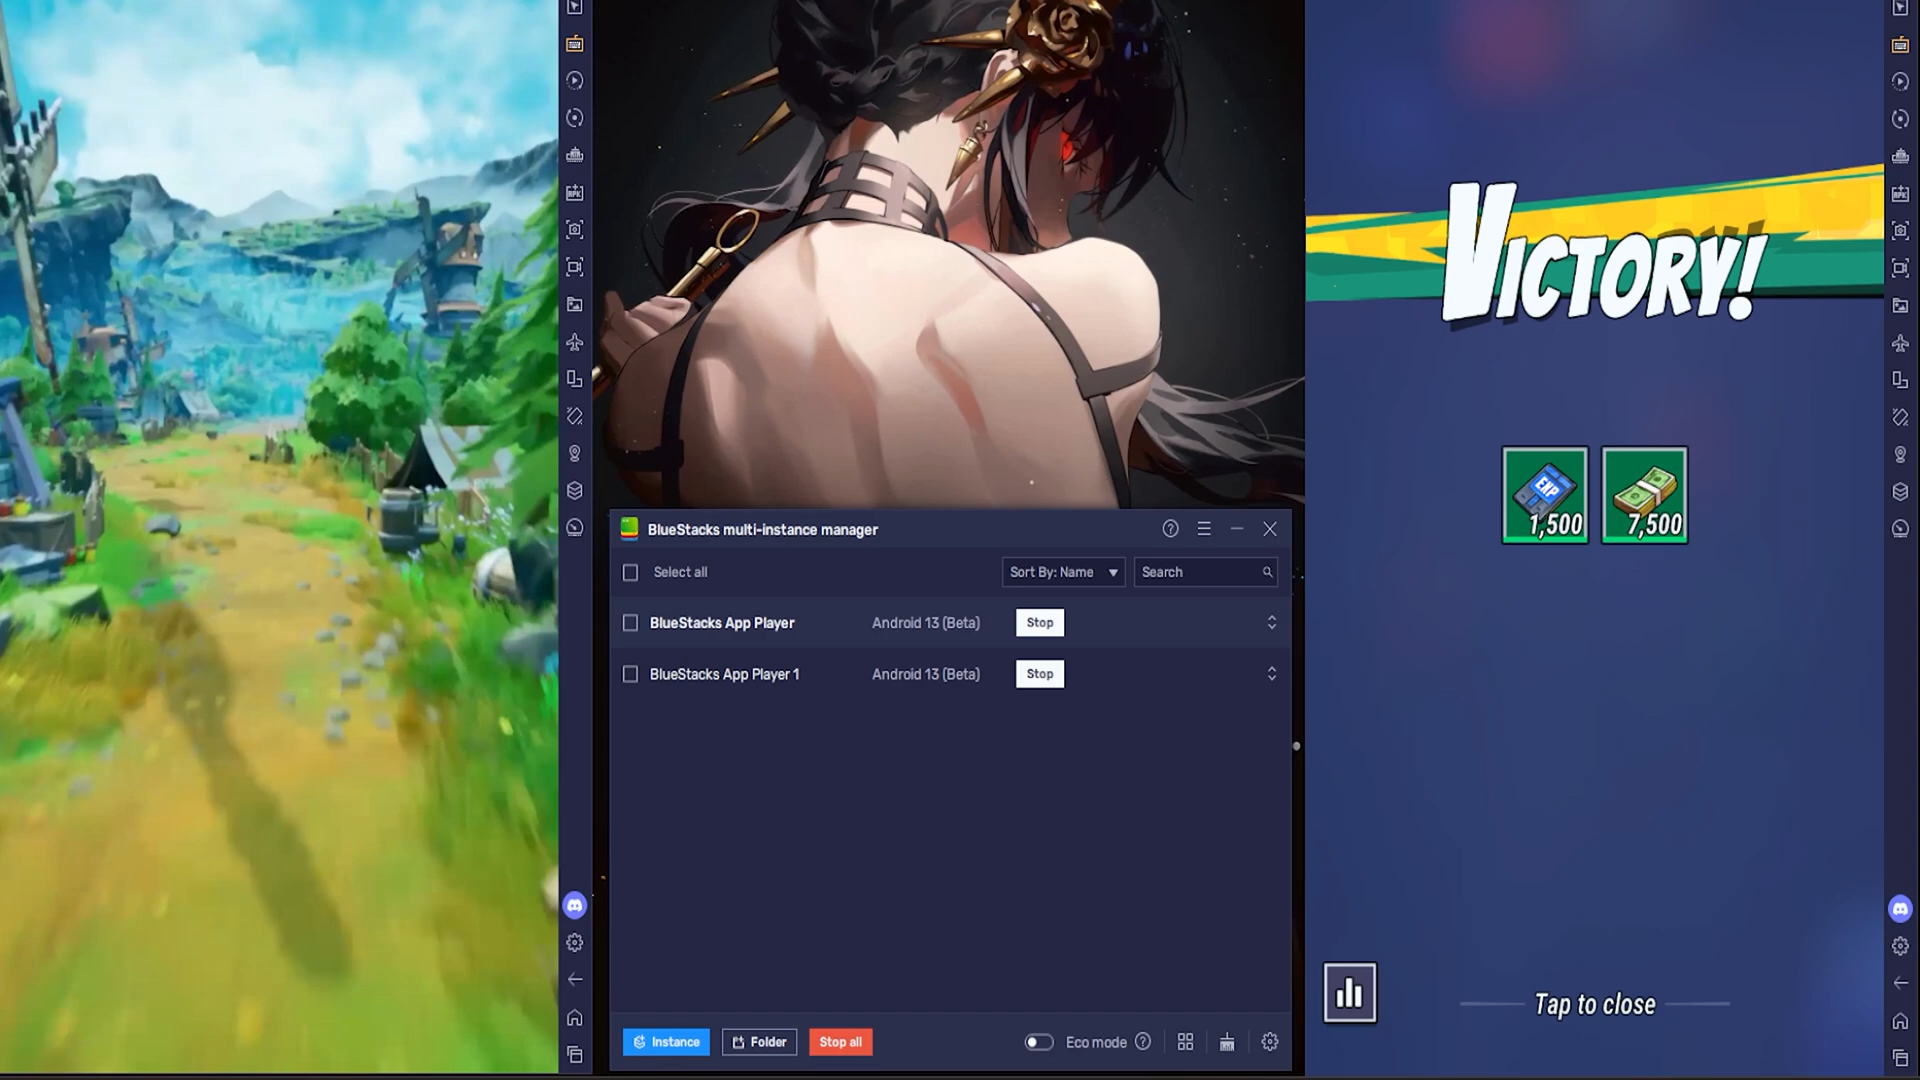 VICTORY!
EXP
1,500
7,500
BlueStacks multi-instance manager
Select all
Sort By: Name
Search
BlueStacks App Player
Android 13 (Beta)
Stop
BlueStacks App Player 1
Android 13 (Beta)
Stop
Instance
Folder
Stop all
Eco mode
Tap to close